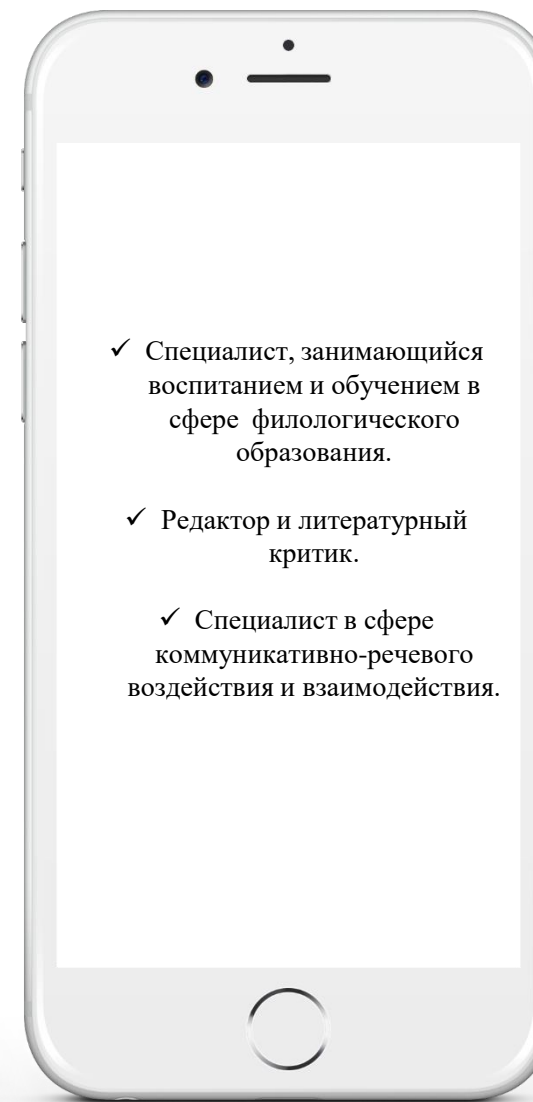 ✓ Специалист, занимающийся
воспитанием и обучением в
сфере филологического
образования.
✓ Редактор и литературный
критик.
✓ Специалист в сфере
коммуникативно-речевого
воздействия и взаимодействия.